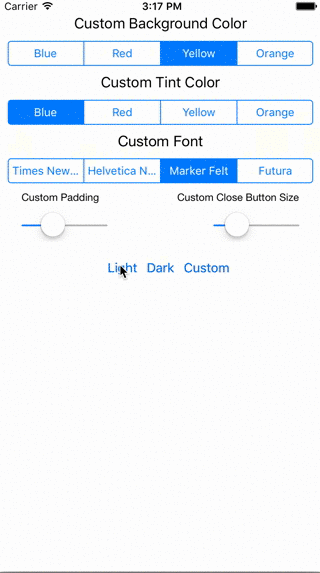 Carrier 3:17 PM
Custom Background Color
Blue Red Yellow Orange
Custom Tint Color
Blue Red Yellow Orange
Custom Font
Times New... Helvetica N... Marker Felt Futura
Custom Padding Custom Close Button Size
Light Dark Custom